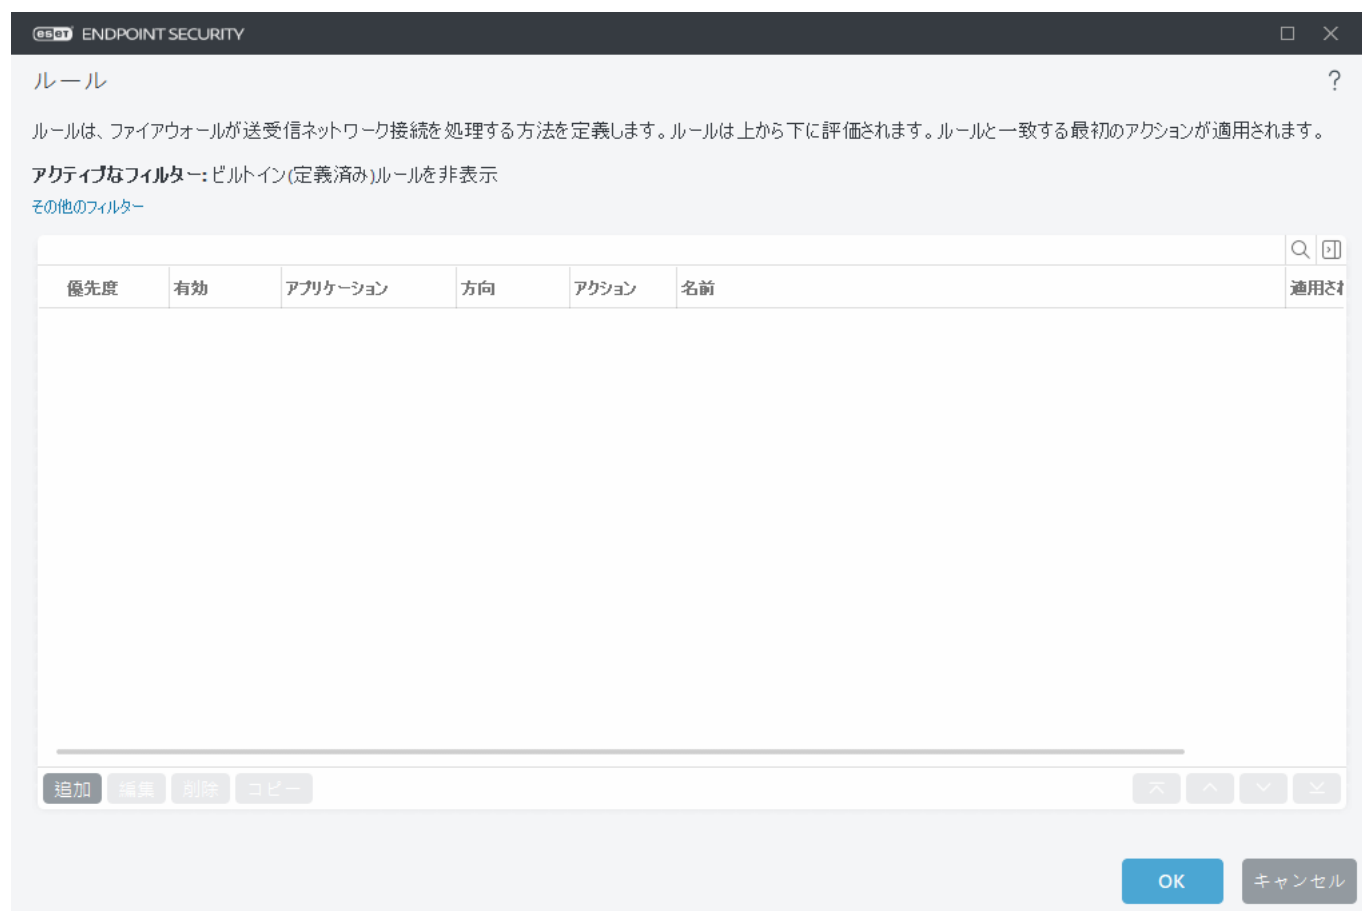 eset ENDPOINT SECURITY
ルール
?
ルールは、ファイアウォールが送受信ネットワーク接続を処理する方法を定義します。ルールは上から下に評価されます。ルールと一致する最初のアクションが適用されます。
アクティブなフィルター: ビルトイン(定義済み)ルールを非表示
その他のフィルター
優先度 有効 アプリケーション 方向 アクション 名前 適用され
追加 編集 削除 コピー
OK キャンセル